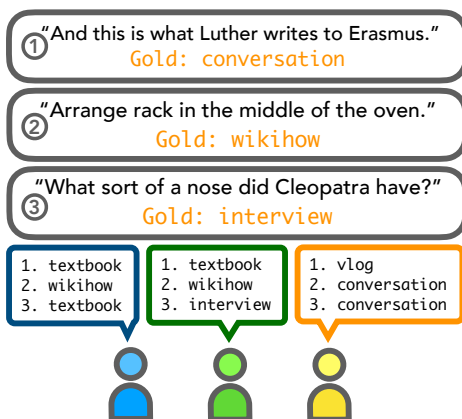 1 "And this is what Luther writes to Erasmus."
Gold: conversation
2 "Arrange rack in the middle of the oven."
Gold: wikihow
3 "What sort of a nose did Cleopatra have?"
Gold: interview
1. textbook
2. wikihow
3. textbook
1. textbook
2. wikihow
3. interview
1. vlog
2. conversation
3. conversation